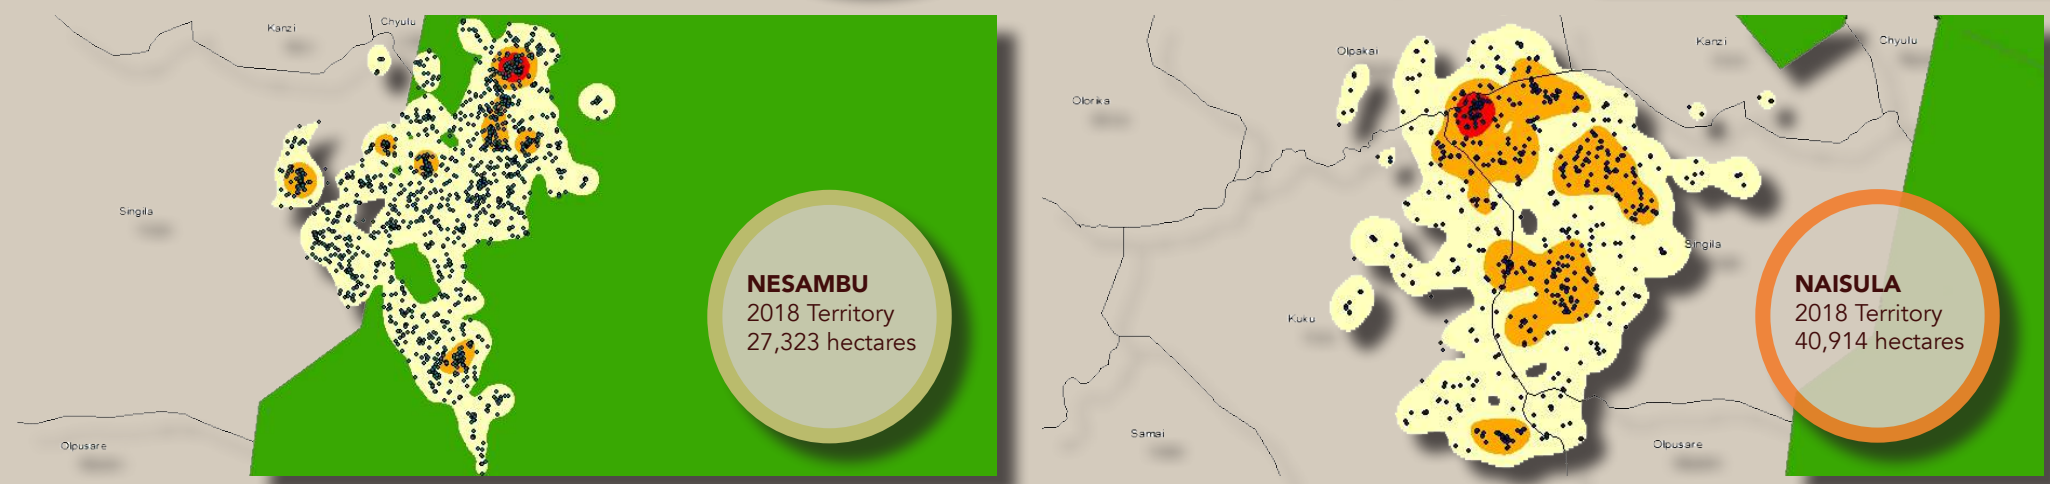 Kanzi
Chyulu
Singila
Olpusare
NESAMBU
2018 Territory
27,323 hectares
Olpakai
Kanzi
Chyulu
Olorika
Singila
Kuku
Samai
Olpusare
NAISULA
2018 Territory
40,914 hectares